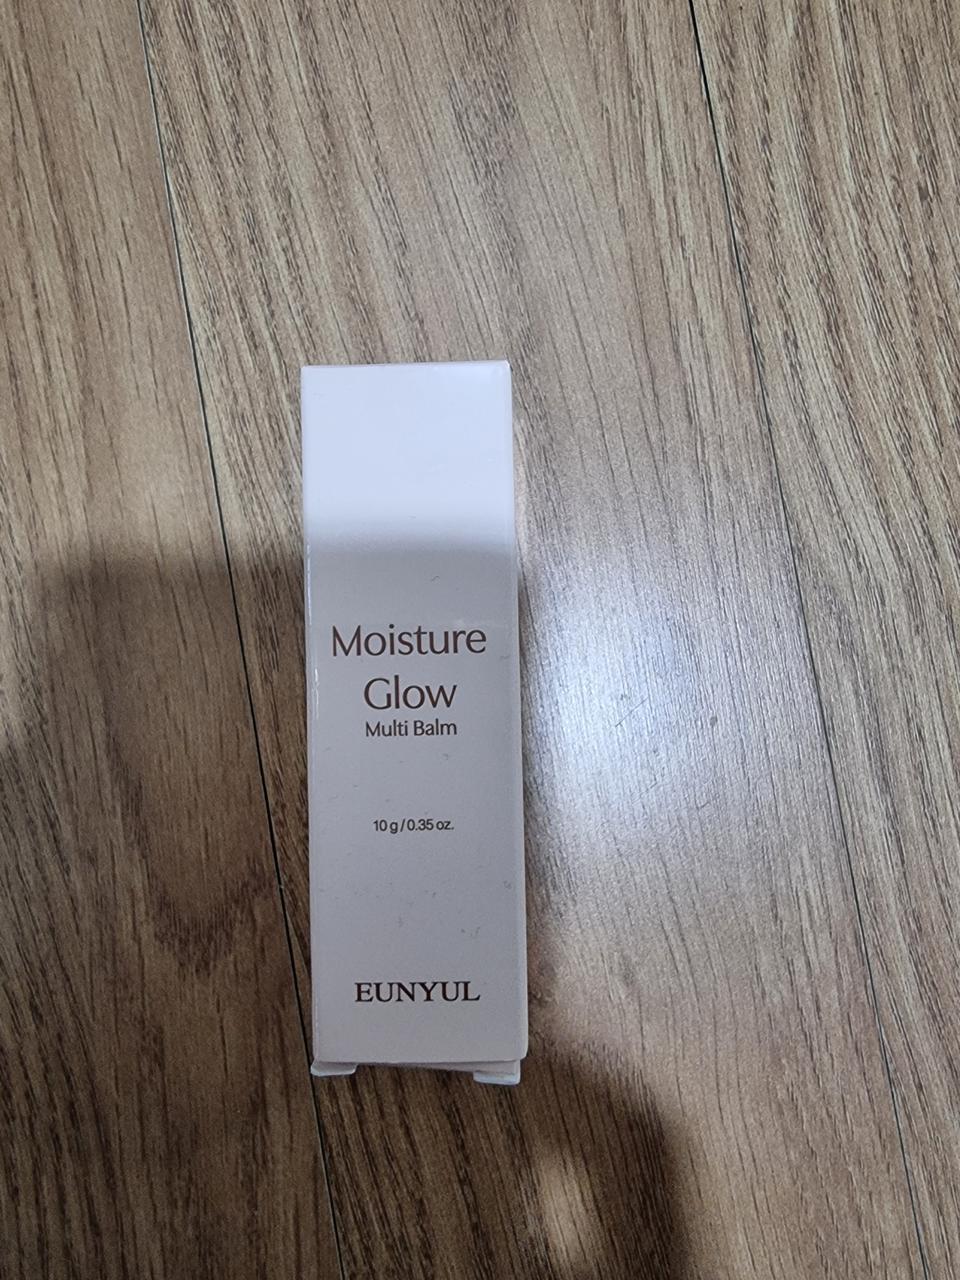 Moisture
Glow
Multi Balm
10 g / 0.35 oz.
EUNYUL